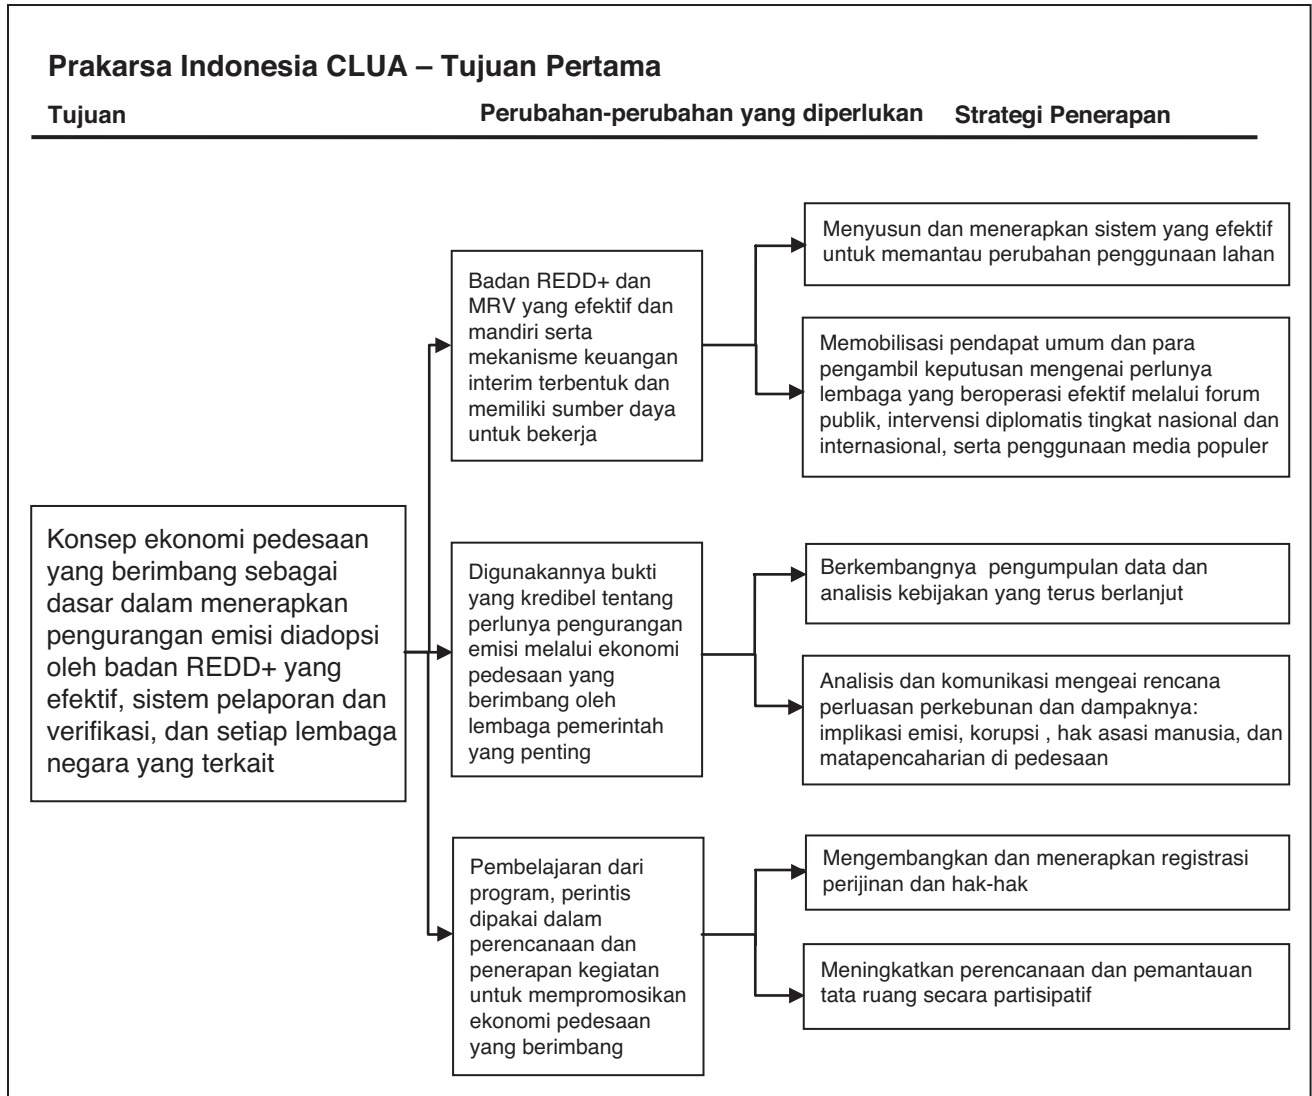 Prakarsa Indonesia CLUA – Tujuan Pertama
Tujuan
Perubahan-perubahan yang diperlukan
Strategi Penerapan
Konsep ekonomi pedesaan
yang berimbang sebagai
dasar dalam menerapkan
pengurangan emisi diadopsi
oleh badan REDD+ yang
efektif, sistem pelaporan dan
verifikasi, dan setiap lembaga
negara yang terkait
Badan REDD+ dan
MRV yang efektif dan
mandiri serta
mekanisme keuangan
interim terbentuk dan
memiliki sumber daya
untuk bekerja
Menyusun dan menerapkan sistem yang efektif
untuk memantau perubahan penggunaan lahan
Memobilisasi pendapat umum dan para
pengambil keputusan mengenai perlunya
lembaga yang beroperasi efektif melalui forum
publik, intervensi diplomatis tingkat nasional dan
internasional, serta penggunaan media populer
Digunakannya bukti
yang kredibel tentang
perlunya pengurangan
emisi melalui ekonomi
pedesaan yang
berimbang oleh
lembaga pemerintah
yang penting
Berkembangnya  pengumpulan data dan
analisis kebijakan yang terus berlanjut
Analisis dan komunikasi mengeai rencana
perluasan perkebunan dan dampaknya:
implikasi emisi, korupsi , hak asasi manusia, dan
matapencaharian di pedesaan
Pembelajaran dari
program, perintis
dipakai dalam
perencanaan dan
penerapan kegiatan
untuk mempromosikan
ekonomi pedesaan
yang berimbang
Mengembangkan dan menerapkan registrasi
perijinan dan hak-hak
Meningkatkan perencanaan dan pemantauan
tata ruang secara partisipatif